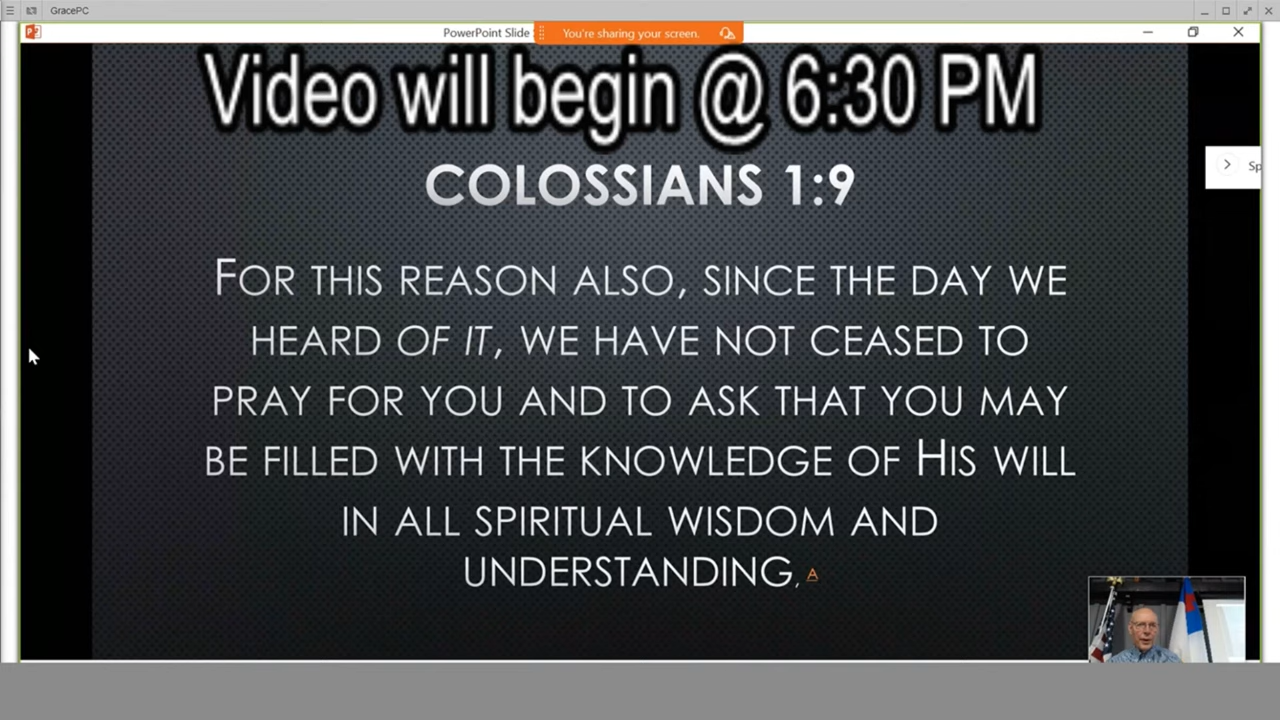 GracePC
PowerPoint Slide
You're sharing your screen.
Video will begin @ 6:30 PM
COLOSSIANS 1:9
FOR THIS REASON ALSO, SINCE THE DAY WE
HEARD OF IT, WE HAVE NOT CEASED TO
PRAY FOR YOU AND TO ASK THAT YOU MAY
BE FILLED WITH THE KNOWLEDGE OF HIS WILL
IN ALL SPIRITUAL WISDOM AND
UNDERSTANDING, A